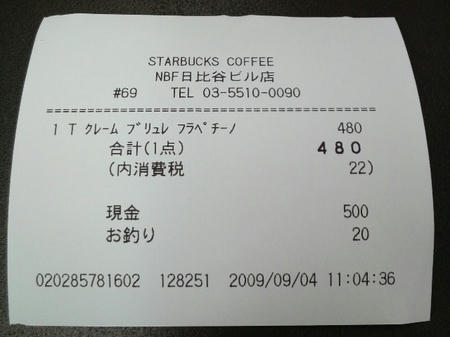 STARBUCKS COFFEE
NBF日比谷ビル店
#69 TEL 03-5510-0090
========================================
1 T ｸﾚｰﾑ ﾌﾞﾘｭﾚ ﾌﾗﾍﾟﾁｰﾉ 480
合計(1点) 480
(内消費税 22)
現金 500
お釣り 20
020285781602 128251 2009/09/04 11:04:36